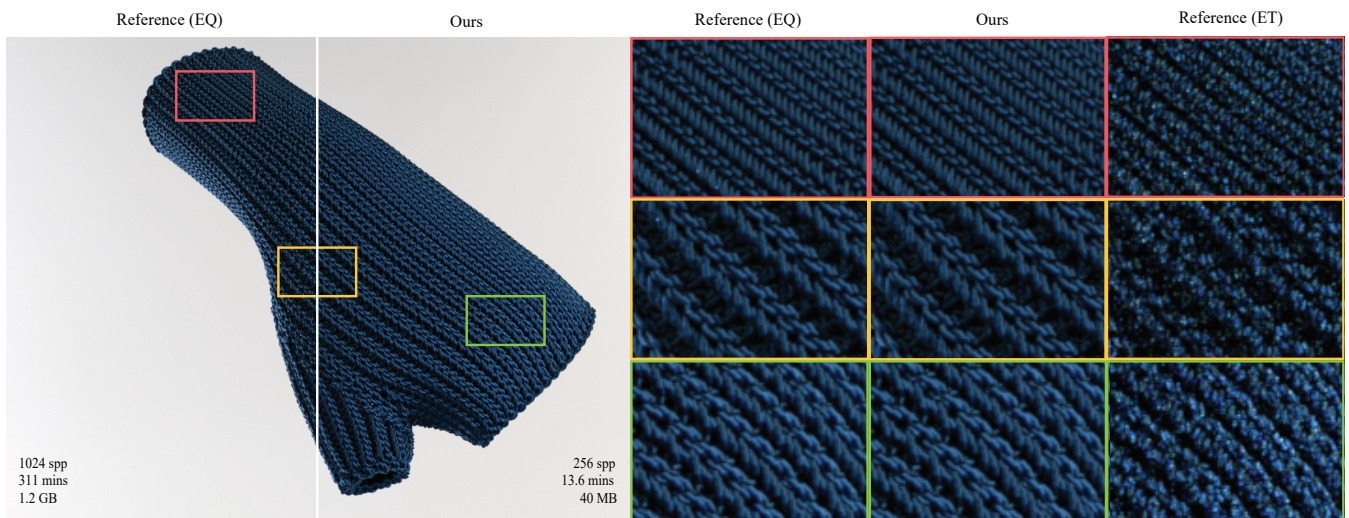 Reference (EQ)
Ours
Reference (EQ)
Ours
Reference (ET)
1024 spp
311 mins
1.2 GB
256 spp
13.6 mins
40 MB